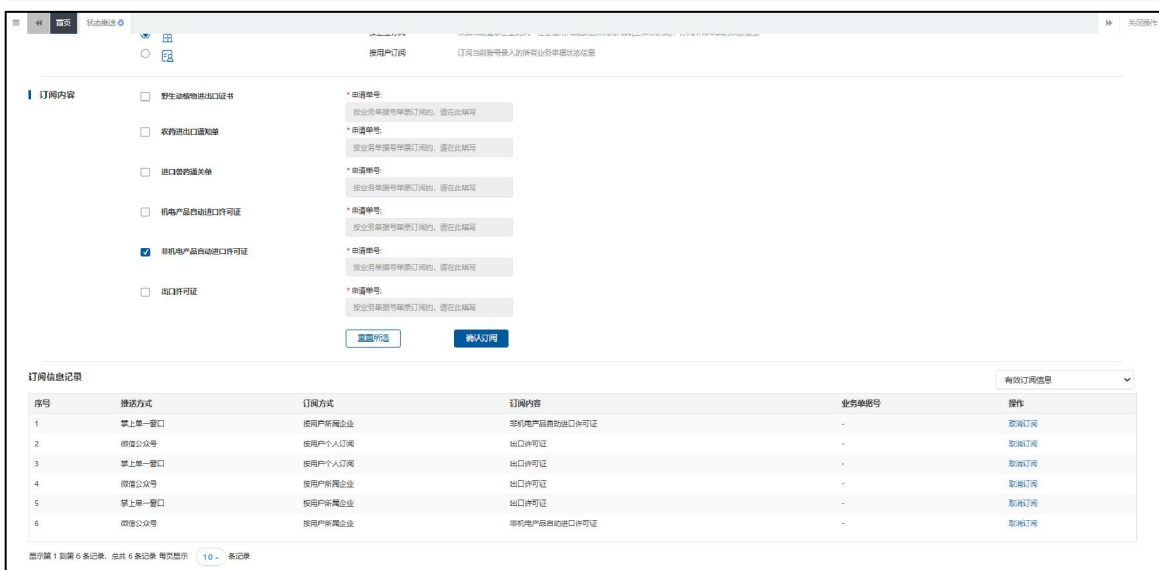 首页 状态推送 关闭操作
按用户订阅 订阅当前账号录入的所有业务单据状态信息
订阅内容
野生动植物进出口证书 * 申请单号:
按业务单据号单票订阅的，请在此填写
农药进出口通知单 * 申请单号:
按业务单据号单票订阅的，请在此填写
进口兽药通关单 * 申请单号:
按业务单据号单票订阅的，请在此填写
机电产品自动进口许可证 * 申请单号:
按业务单据号单票订阅的，请在此填写
非机电产品自动进口许可证 * 申请单号:
按业务单据号单票订阅的，请在此填写
出口许可证 * 申请单号:
按业务单据号单票订阅的，请在此填写
重置所选 确认订阅
订阅信息记录 有效订阅信息
序号 推送方式 订阅方式 订阅内容 业务单据号 操作
1 掌上单一窗口 按用户所属企业 非机电产品自动进口许可证 - 取消订阅
2 微信公众号 按用户个人订阅 出口许可证 - 取消订阅
3 掌上单一窗口 按用户个人订阅 出口许可证 - 取消订阅
4 微信公众号 按用户所属企业 出口许可证 - 取消订阅
5 掌上单一窗口 按用户所属企业 出口许可证 - 取消订阅
6 微信公众号 按用户所属企业 非机电产品自动进口许可证 - 取消订阅
显示第 1 到第 6 条记录，总共 6 条记录 每页显示 10 条记录